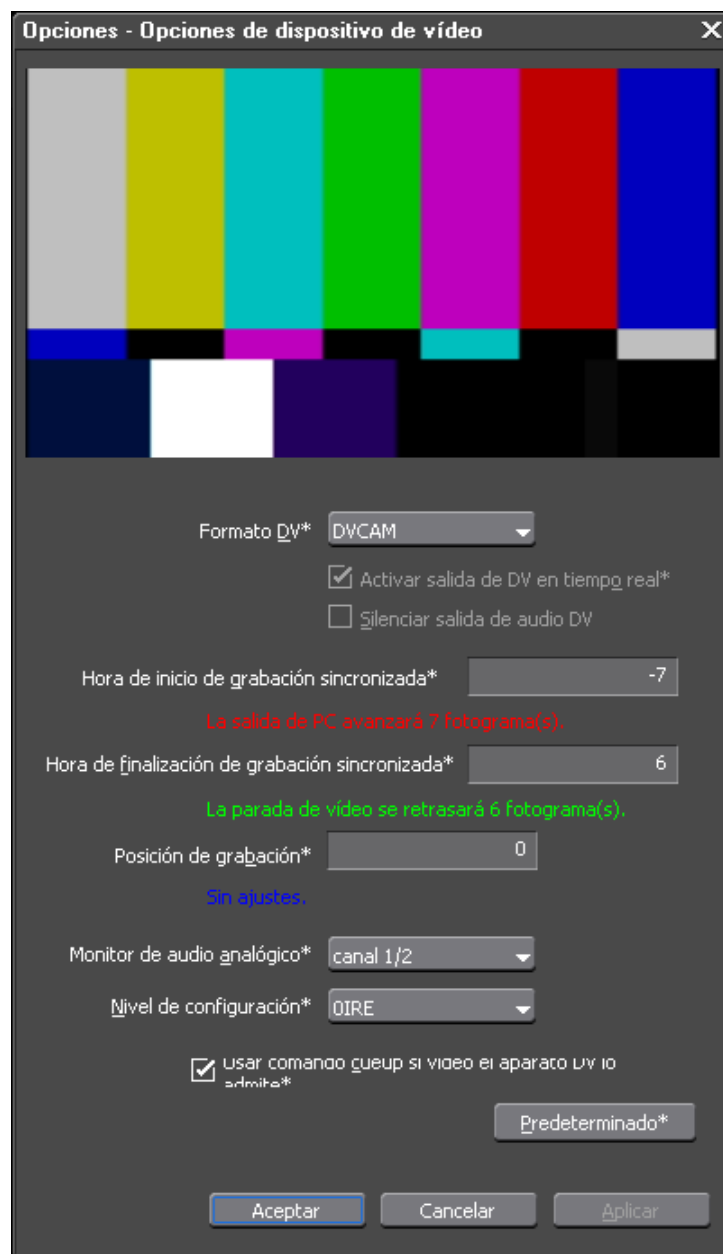 Opciones - Opciones de dispositivo de vídeo
Formato DV* DVCAM
Activar salida de DV en tiempo real*
Silenciar salida de audio DV
Hora de inicio de grabación sincronizada* -7
La salida de PC avanzará 7 fotograma(s).
Hora de finalización de grabación sincronizada* 6
La parada de vídeo se retrasará 6 fotograma(s).
Posición de grabación* 0
Sin ajustes.
Monitor de audio analógico* canal 1/2
Nivel de configuración* 0IRE
Usar comando queup si vídeo el aparato DV lo
admite*
Predeterminado*
Aceptar Cancelar Aplicar